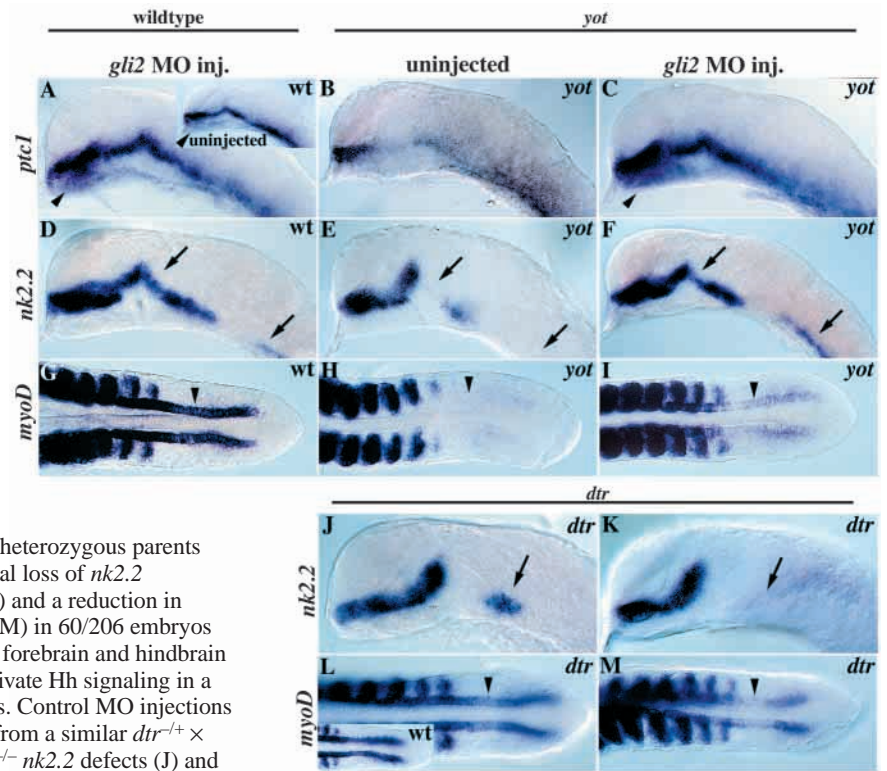 wildtype
yot
gli2 MO inj.
uninjected
gli2 MO inj.
A
wt
uninjected
B
yot
C
yot
ptc1
D
wt
E
yot
F
yot
nk2.2
G
wt
H
yot
I
yot
myoD
dtr
J
dtr
K
dtr
nk2.2
L
dtr
wt
M
dtr
myoD
heterozygous parents
al loss of nk2.2
) and a reduction in
M) in 60/206 embryos
forebrain and hindbrain
ivate Hh signaling in a
s. Control MO injections
from a similar dtr−/+ ×
−/− nk2.2 defects (J) and